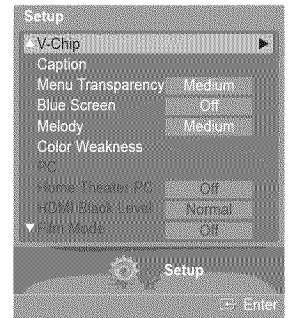 Setup
V-Chip
Caption
Menu Transparency Medium
Blue Screen Off
Melody Medium
Color Weakness
PC
Home Theater PC Off
HDMI Black Level Normal
Film Mode Off
Setup
Enter